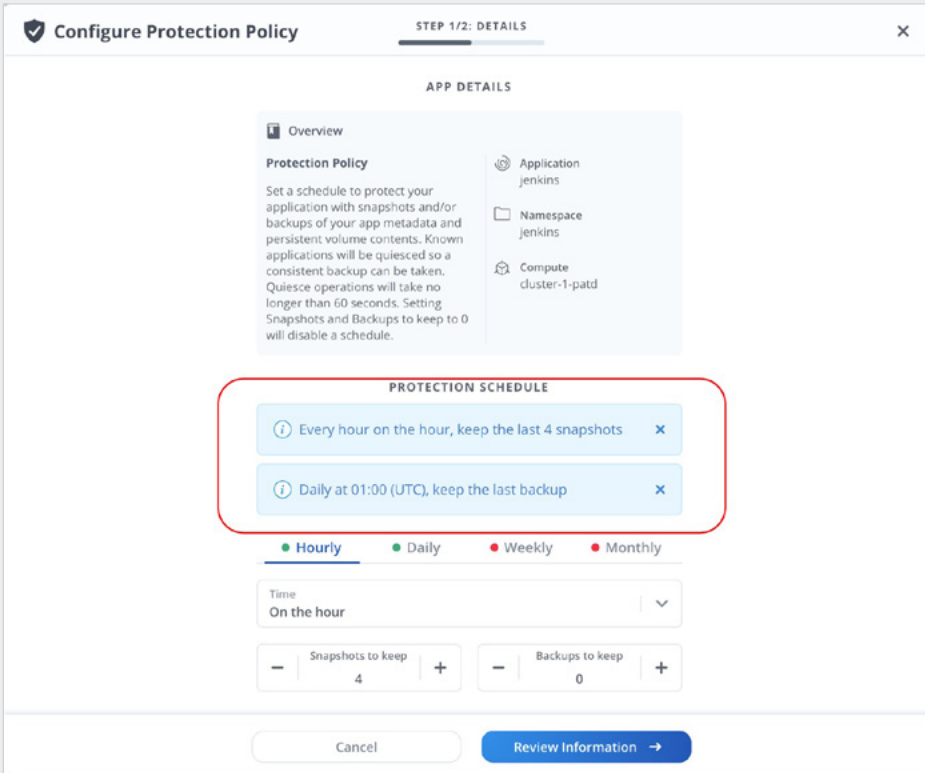 Configure Protection Policy
STEP 1/2: DETAILS
APP DETAILS
Overview
Protection Policy
Set a schedule to protect your
application with snapshots and/or
backups of your app metadata and
persistent volume contents. Known
applications will be quiesced so a
consistent backup can be taken.
Quiesce operations will take no
longer than 60 seconds. Setting
Snapshots and Backups to keep to 0
will disable a schedule.
Application
jenkins
Namespace
jenkins
Compute
cluster-1-patd
PROTECTION SCHEDULE
Every hour on the hour, keep the last 4 snapshots
Daily at 01:00 (UTC), keep the last backup
Hourly
Daily
Weekly
Monthly
Time
On the hour
Snapshots to keep
4
Backups to keep
0
Cancel
Review Information →